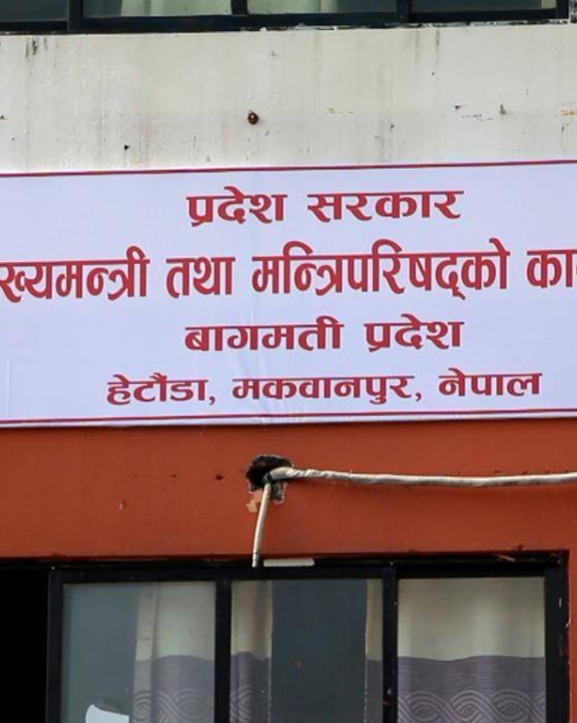 प्रदेश सरकार
ख्यमन्त्री तथा मन्त्रिपरिषद्को का
बागमती प्रदेश
हेटौंडा, मकवानपुर, नेपाल